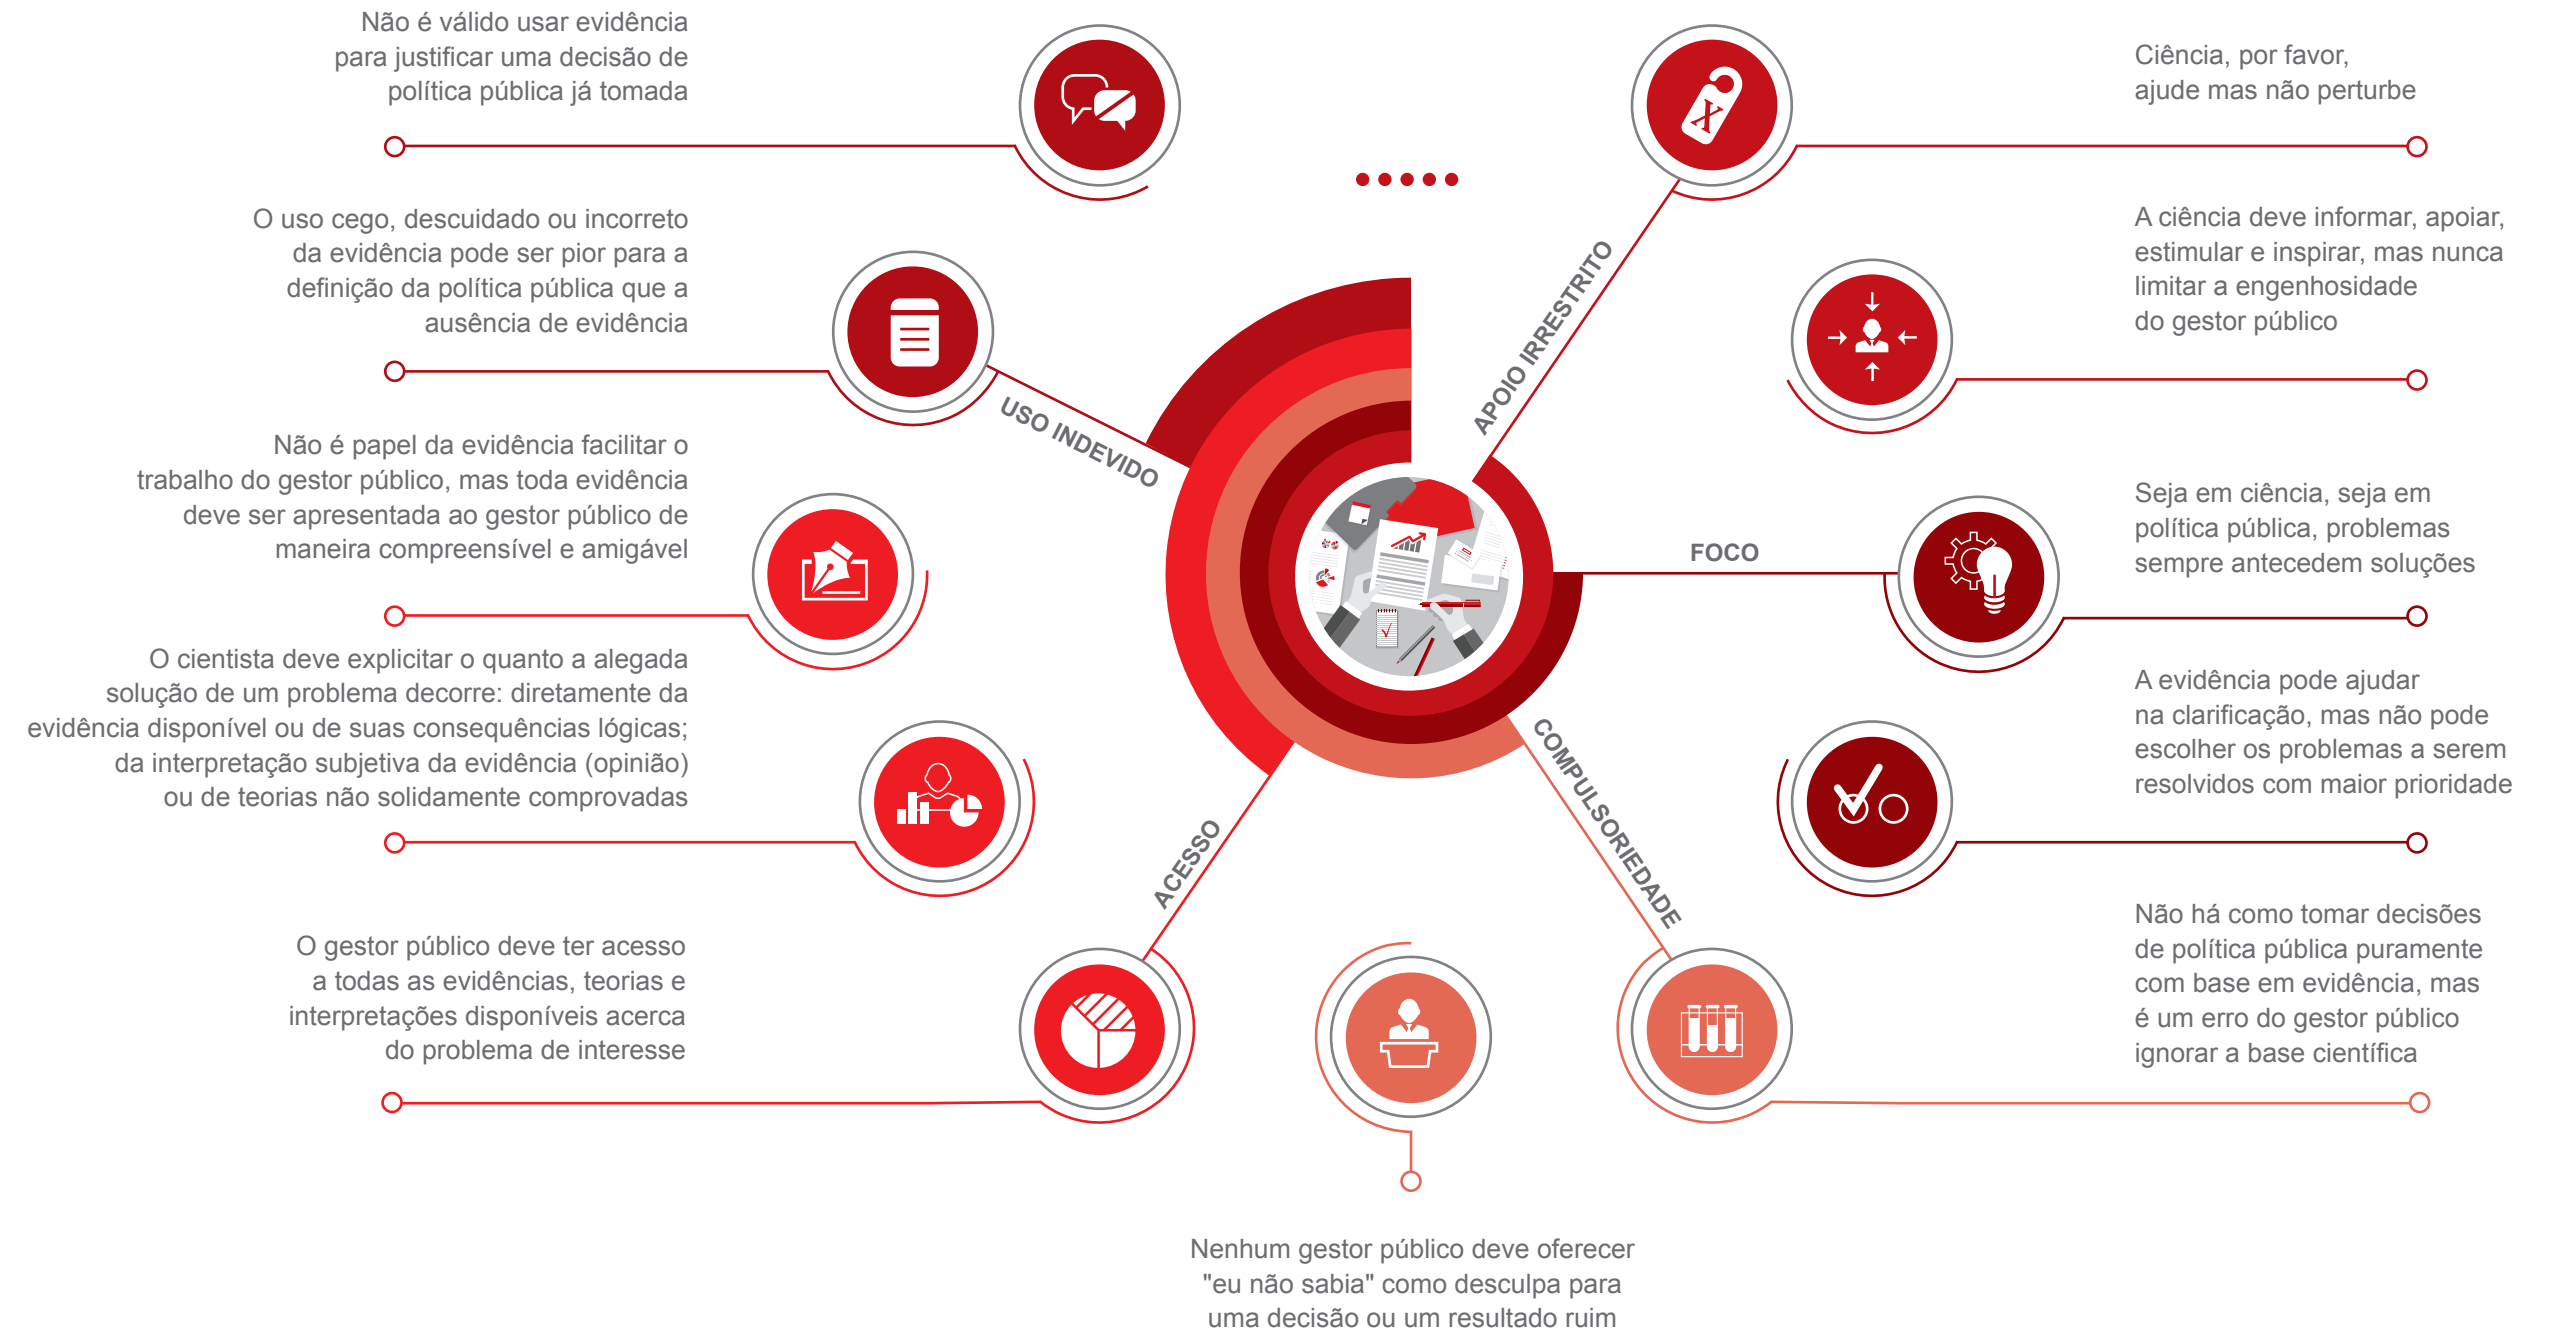 Não é válido usar evidência
para justificar uma decisão de
política pública já tomada
O uso cego, descuidado ou incorreto
da evidência pode ser pior para a
definição da política pública que a
ausência de evidência
Não é papel da evidência facilitar o
trabalho do gestor público, mas toda evidência
deve ser apresentada ao gestor público de
maneira compreensível e amigável
O cientista deve explicitar o quanto a alegada
solução de um problema decorre: diretamente da
evidência disponível ou de suas consequências lógicas;
da interpretação subjetiva da evidência (opinião)
ou de teorias não solidamente comprovadas
O gestor público deve ter acesso
a todas as evidências, teorias e
interpretações disponíveis acerca
do problema de interesse
USO INDEVIDO
ACESSO
APOIO IRRESTRITO
FOCO
COMPULSORIEDADE
X
Ciência, por favor,
ajude mas não perturbe
A ciência deve informar, apoiar,
estimular e inspirar, mas nunca
limitar a engenhosidade
do gestor público
Seja em ciência, seja em
política pública, problemas
sempre antecedem soluções
A evidência pode ajudar
na clarificação, mas não pode
escolher os problemas a serem
resolvidos com maior prioridade
Não há como tomar decisões
de política pública puramente
com base em evidência, mas
é um erro do gestor público
ignorar a base científica
Nenhum gestor público deve oferecer
"eu não sabia" como desculpa para
uma decisão ou um resultado ruim